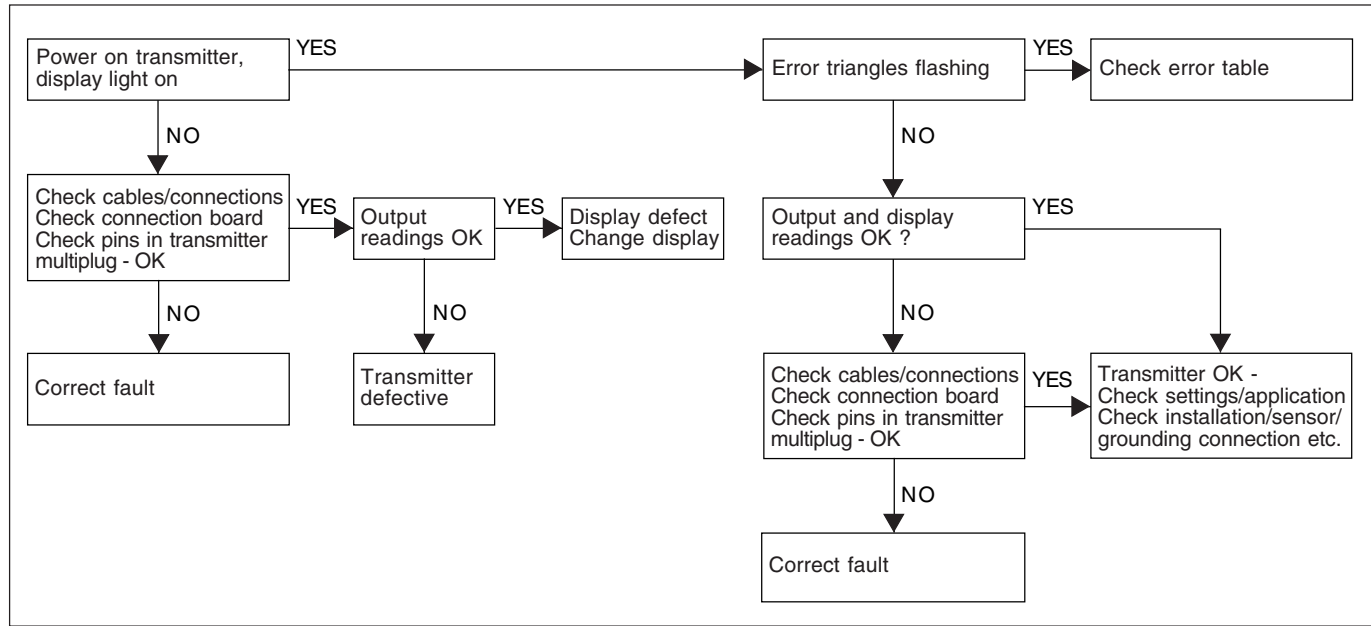 Power on transmitter,
display light on
YES
Error triangles flashing
YES
Check error table
NO
NO
Check cables/connections
Check connection board
Check pins in transmitter
multiplug - OK
YES
Output
readings OK
YES
Display defect
Change display
Output and display
readings OK ?
YES
NO
NO
NO
Correct fault
Transmitter
defective
Check cables/connections
Check connection board
Check pins in transmitter
multiplug - OK
YES
Transmitter OK -
Check settings/application
Check installation/sensor/
grounding connection etc.
NO
Correct fault